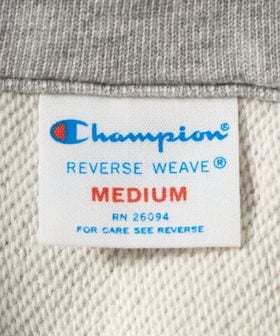 Champion®
REVERSE WEAVE®
MEDIUM
RN 26094
FOR CARE SEE REVERSE